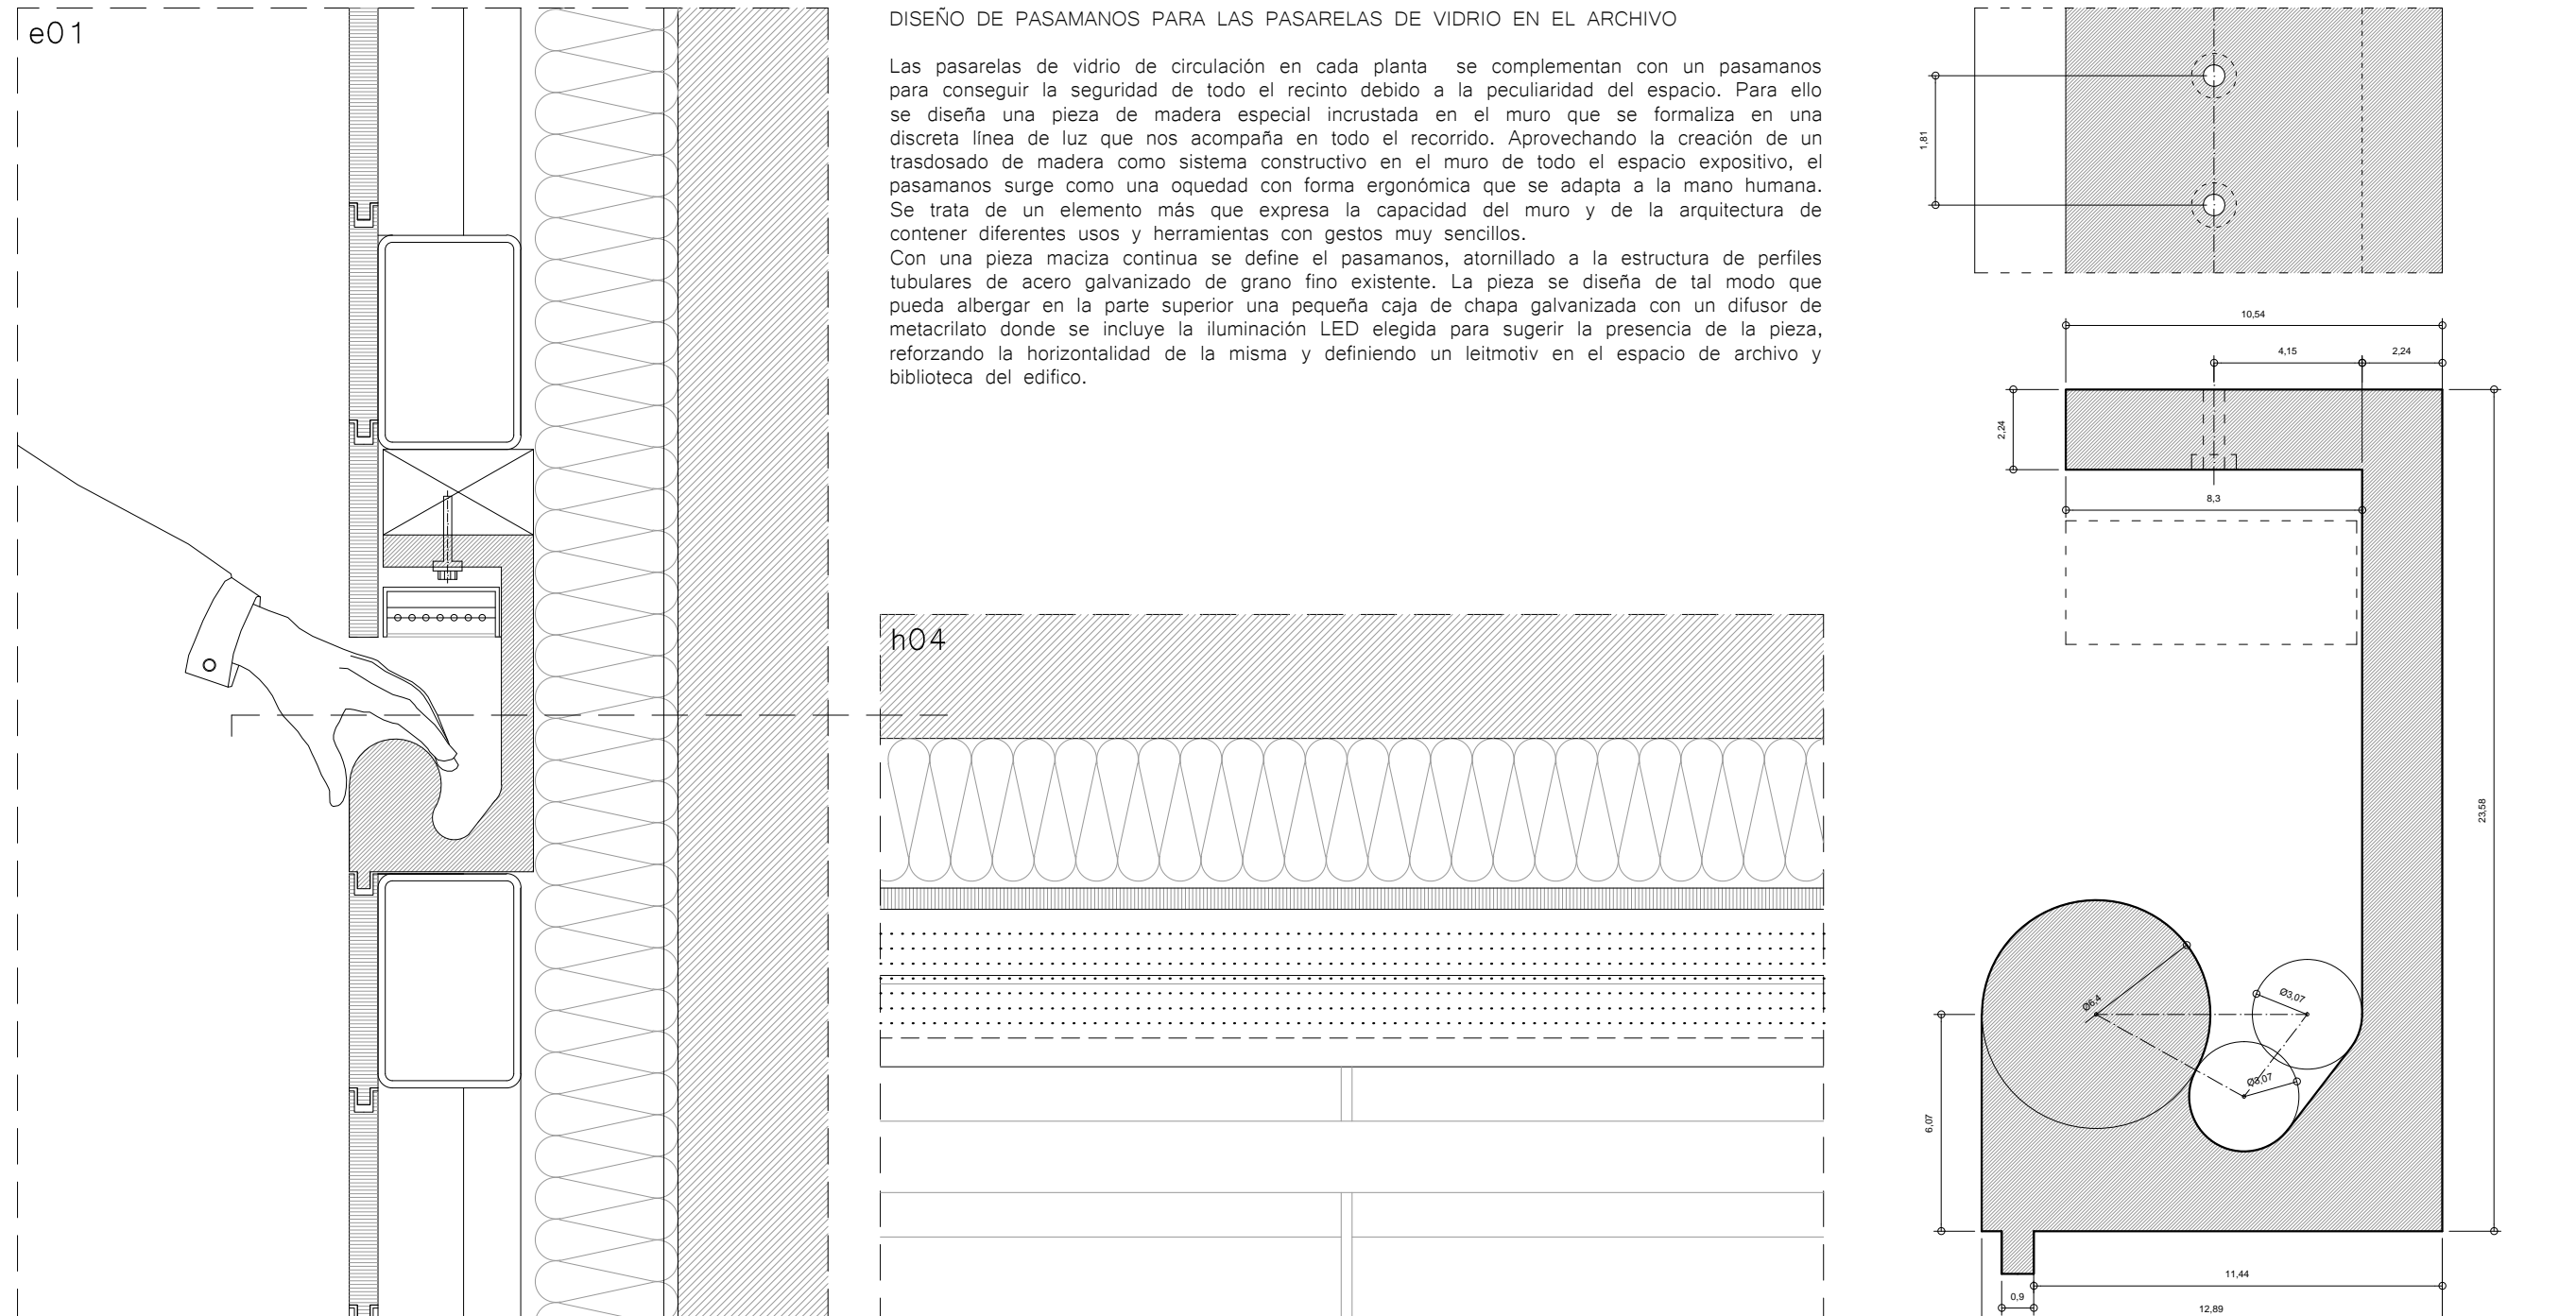 e01
DISEÑO DE PASAMANOS PARA LAS PASARELAS DE VIDRIO EN EL ARCHIVO
Las pasarelas de vidrio de circulación en cada planta se complementan con un pasamanos
para conseguir la seguridad de todo el recinto debido a la peculiaridad del espacio. Para ello
se diseña una pieza de madera especial incrustada en el muro que se formaliza en una
discreta línea de luz que nos acompaña en todo el recorrido. Aprovechando la creación de un
trasdosado de madera como sistema constructivo en el muro de todo el espacio expositivo, el
pasamanos surge como una oquedad con forma ergonómica que se adapta a la mano humana.
Se trata de un elemento más que expresa la capacidad del muro y de la arquitectura de
contener diferentes usos y herramientas con gestos muy sencillos.
Con una pieza maciza continua se define el pasamanos, atornillado a la estructura de perfiles
tubulares de acero galvanizado de grano fino existente. La pieza se diseña de tal modo que
pueda albergar en la parte superior una pequeña caja de chapa galvanizada con un difusor de
metacrilato donde se incluye la iluminación LED elegida para sugerir la presencia de la pieza,
reforzando la horizontalidad de la misma y definiendo un leitmotiv en el espacio de archivo y
biblioteca del edifico.
h04
1,81
10,54
4,15
2,24
2,24
8,3
23,58
Ø6,4
Ø3,07
Ø3,07
6,07
11,44
0,9
12,89